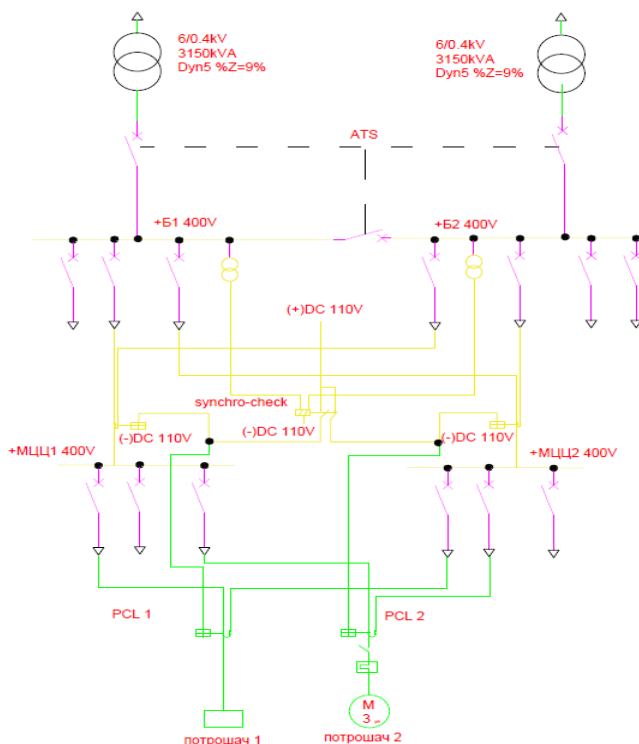 6/0.4kV
3150kVA
Dyn5 %Z=9%
6/0.4kV
3150kVA
Dyn5 %Z=9%
ATS
+Б1 400V
+Б2 400V
(+)DC 110V
synchro-check
(-)DC 110V
(-)DC 110V
(-)DC 110V
+МЦЦ1 400V
+МЦЦ2 400V
PCL 1
PCL 2
M
3
потрошач 1
потрошач 2